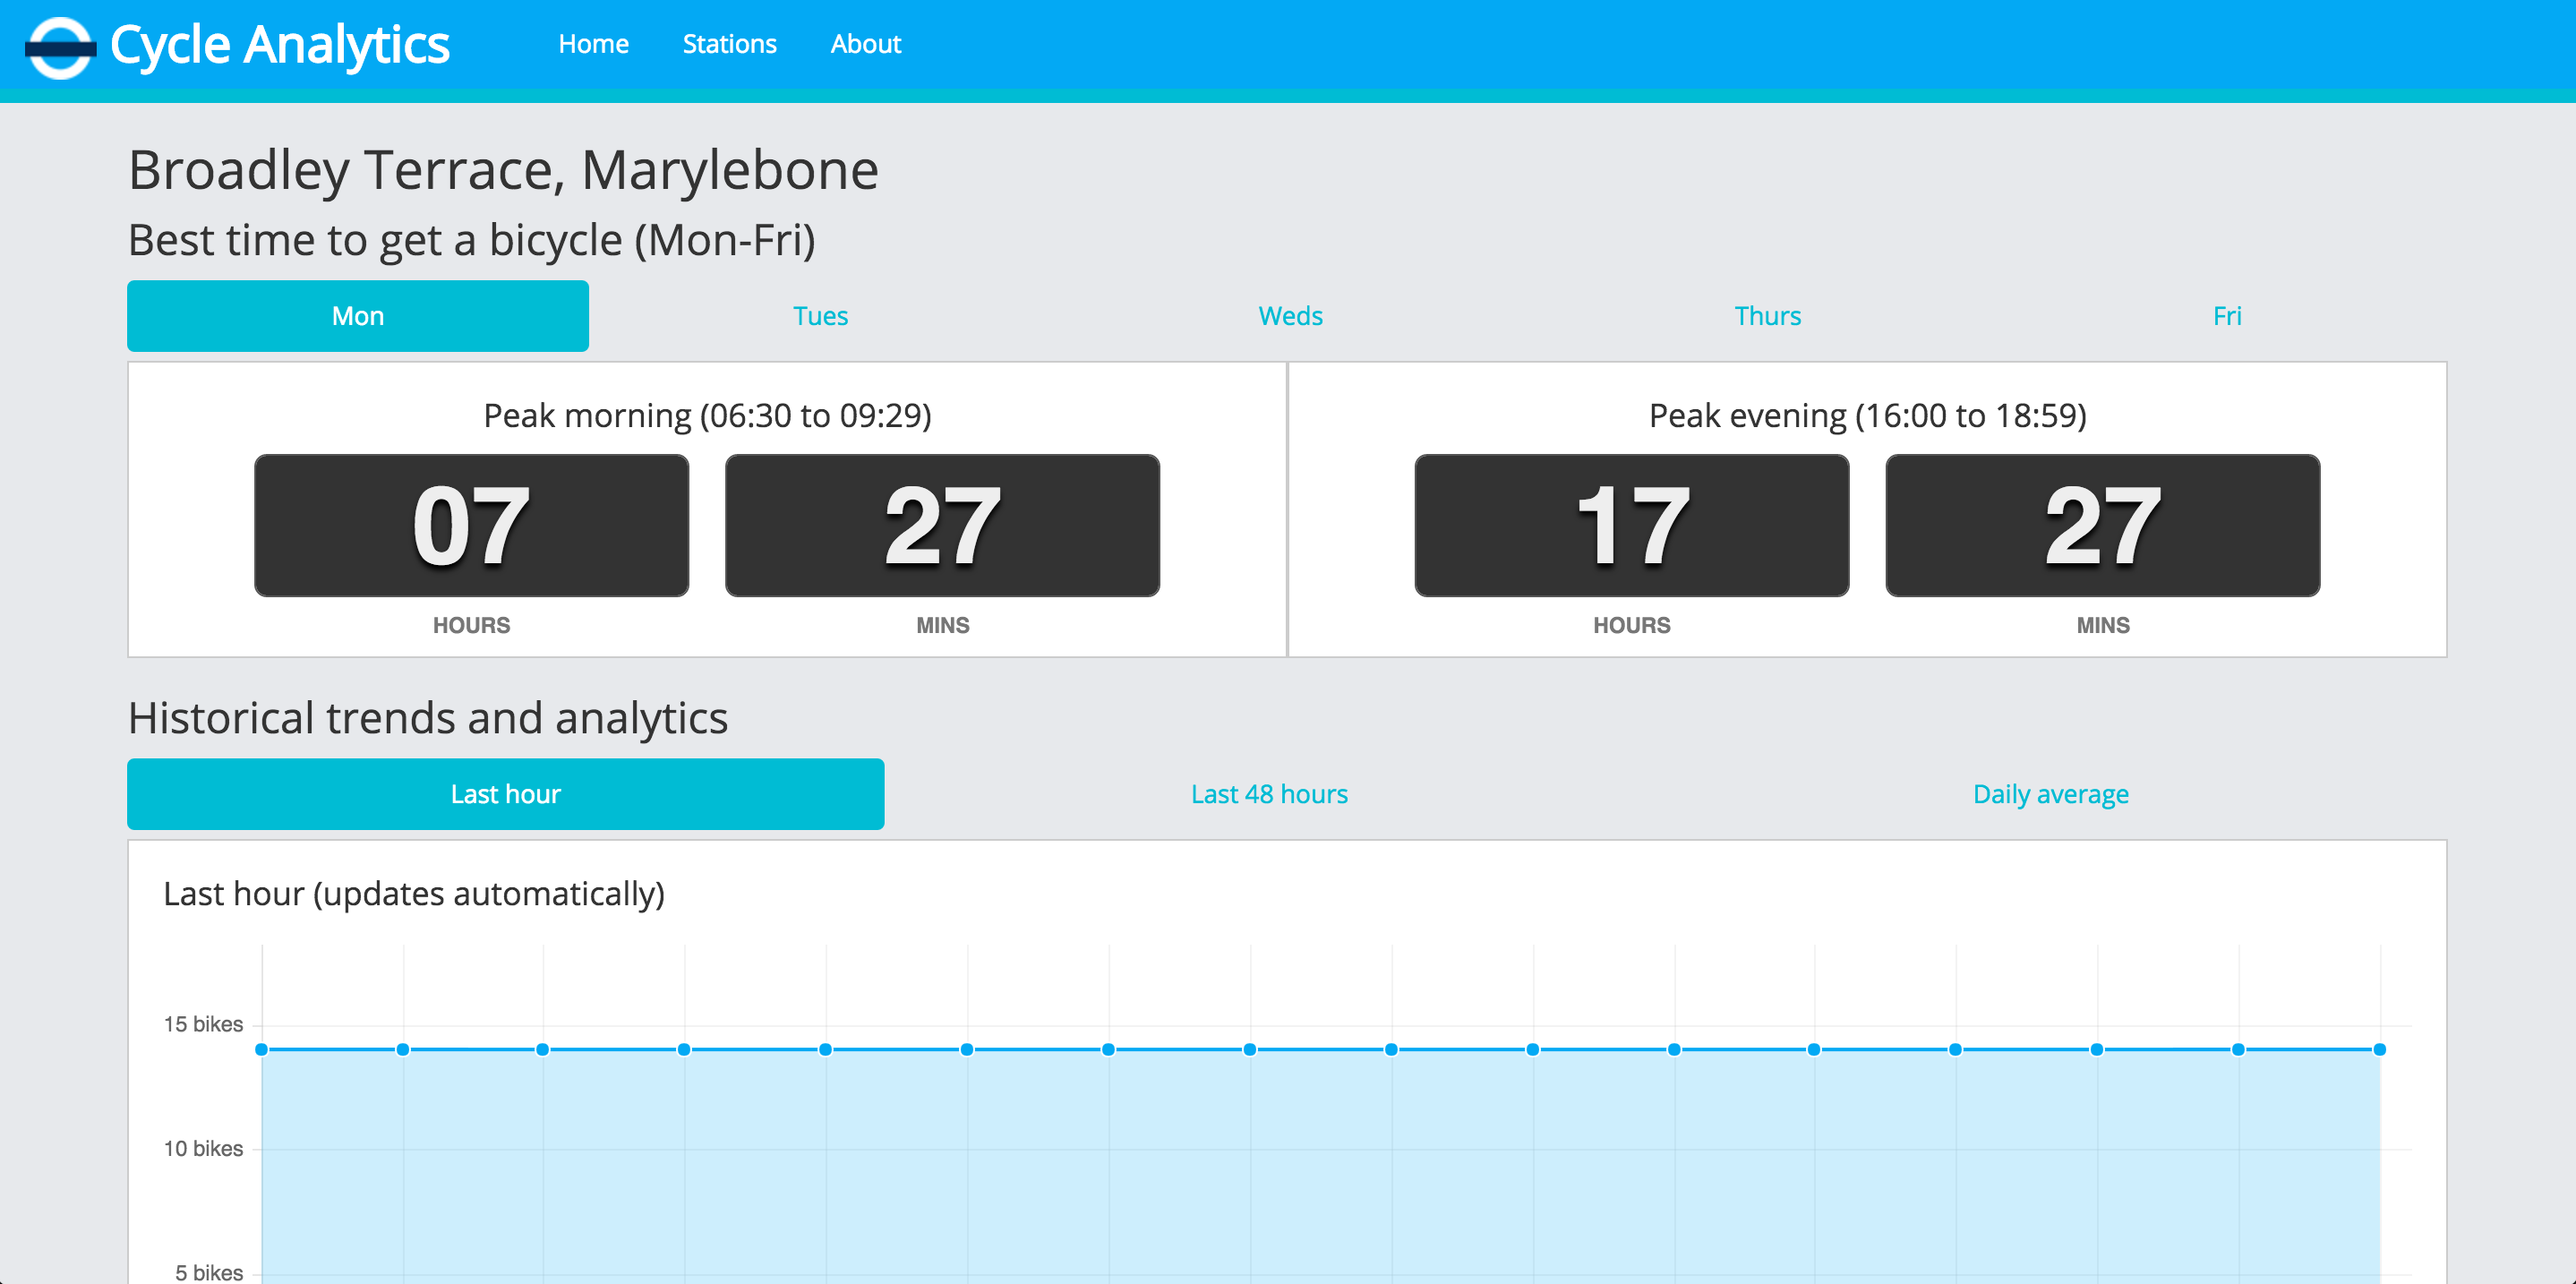 Cycle Analytics Home Stations About
Broadley Terrace, Marylebone
Best time to get a bicycle (Mon-Fri)
Mon Tues Weds Thurs Fri
Peak morning (06:30 to 09:29)
07 27
HOURS MINS
Peak evening (16:00 to 18:59)
17 27
HOURS MINS
Historical trends and analytics
Last hour Last 48 hours Daily average
Last hour (updates automatically)
15 bikes
10 bikes
5 bikes